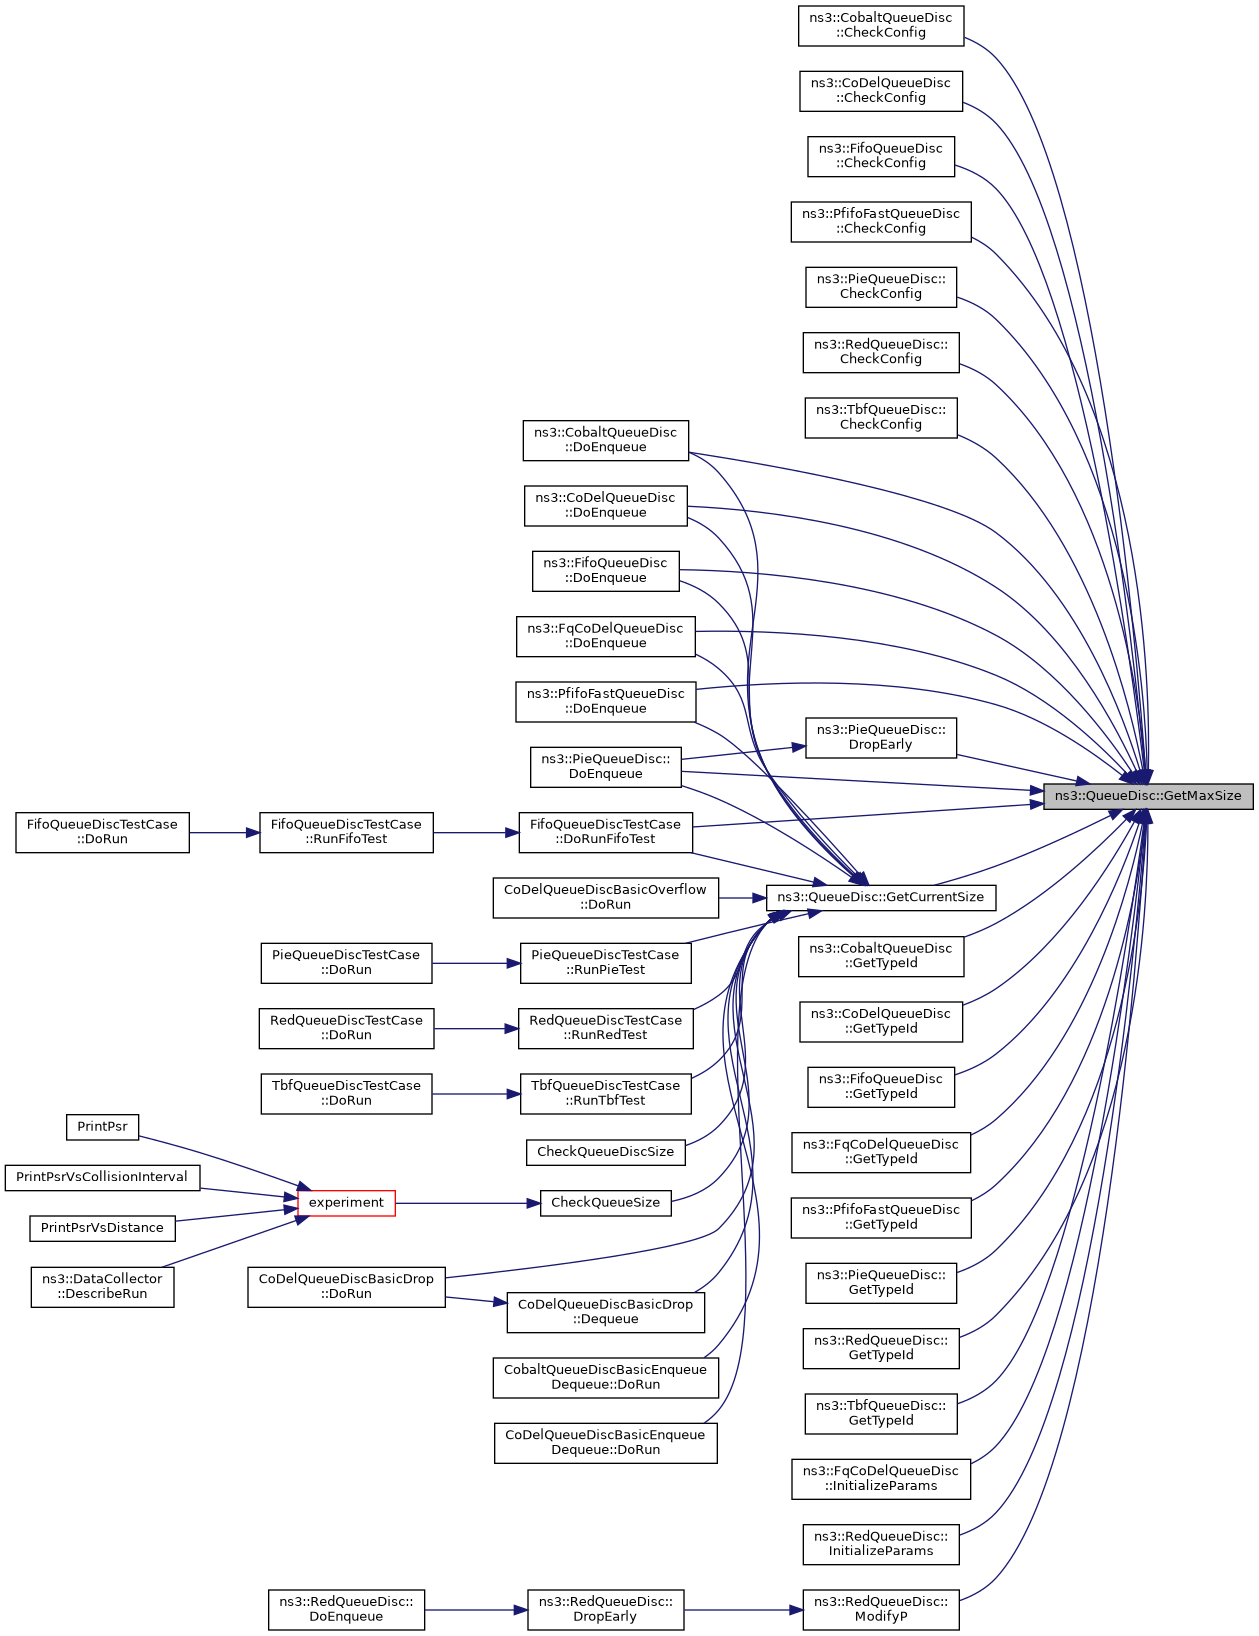 ns3::CobaltQueueDisc
::CheckConfig
ns3::CoDelQueueDisc
::CheckConfig
ns3::FifoQueueDisc
::CheckConfig
ns3::PfifoFastQueueDisc
::CheckConfig
ns3::PieQueueDisc::
CheckConfig
ns3::RedQueueDisc::
CheckConfig
ns3::TbfQueueDisc::
CheckConfig
ns3::CobaltQueueDisc
::DoEnqueue
ns3::CoDelQueueDisc
::DoEnqueue
ns3::FifoQueueDisc
::DoEnqueue
ns3::FqCoDelQueueDisc
::DoEnqueue
ns3::PfifoFastQueueDisc
::DoEnqueue
ns3::PieQueueDisc::
DropEarly
ns3::PieQueueDisc::
DoEnqueue
ns3::QueueDisc::GetMaxSize
FifoQueueDiscTestCase
::DoRun
FifoQueueDiscTestCase
::RunFifoTest
FifoQueueDiscTestCase
::DoRunFifoTest
CoDelQueueDiscBasicOverflow
::DoRun
ns3::QueueDisc::GetCurrentSize
PieQueueDiscTestCase
::DoRun
PieQueueDiscTestCase
::RunPieTest
ns3::CobaltQueueDisc
::GetTypeId
RedQueueDiscTestCase
::DoRun
RedQueueDiscTestCase
::RunRedTest
ns3::CoDelQueueDisc
::GetTypeId
TbfQueueDiscTestCase
::DoRun
TbfQueueDiscTestCase
::RunTbfTest
ns3::FifoQueueDisc
::GetTypeId
PrintPsr
CheckQueueDiscSize
ns3::FqCoDelQueueDisc
::GetTypeId
PrintPsrVsCollisionInterval
experiment
CheckQueueSize
ns3::PfifoFastQueueDisc
::GetTypeId
PrintPsrVsDistance
ns3::DataCollector
::DescribeRun
CoDelQueueDiscBasicDrop
::DoRun
CoDelQueueDiscBasicDrop
::Dequeue
ns3::PieQueueDisc::
GetTypeId
ns3::RedQueueDisc::
GetTypeId
CobaltQueueDiscBasicEnqueue
Dequeue::DoRun
ns3::TbfQueueDisc::
GetTypeId
CoDelQueueDiscBasicEnqueue
Dequeue::DoRun
ns3::FqCoDelQueueDisc
::InitializeParams
ns3::RedQueueDisc::
InitializeParams
ns3::RedQueueDisc::
DoEnqueue
ns3::RedQueueDisc::
DropEarly
ns3::RedQueueDisc::
ModifyP